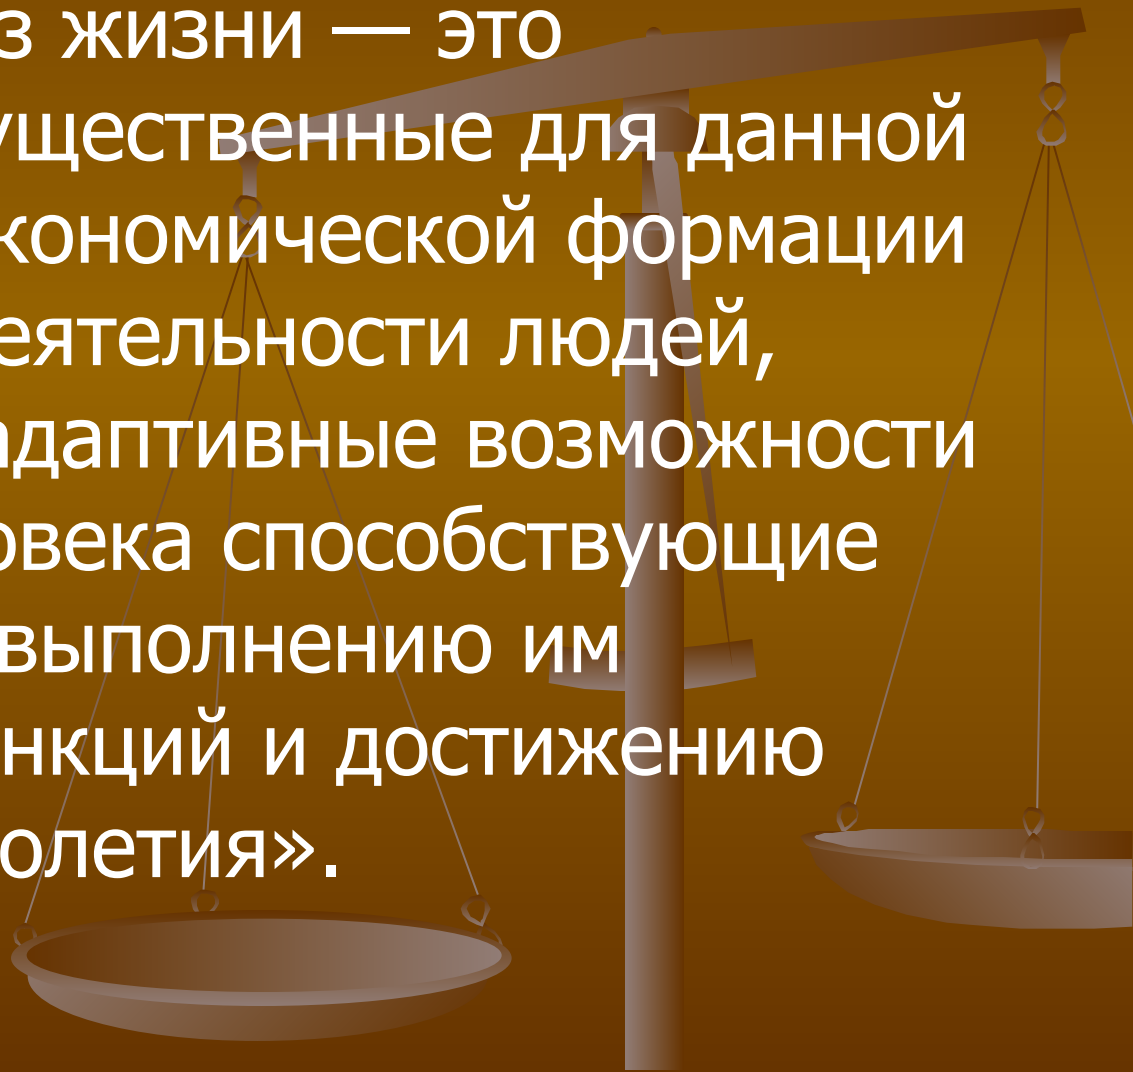 з жизни — это
ущественные для данной
кономической формации
еятельности людей,
адаптивные возможности
овека способствующие
выполнению им
нкций и достижению
олетия».